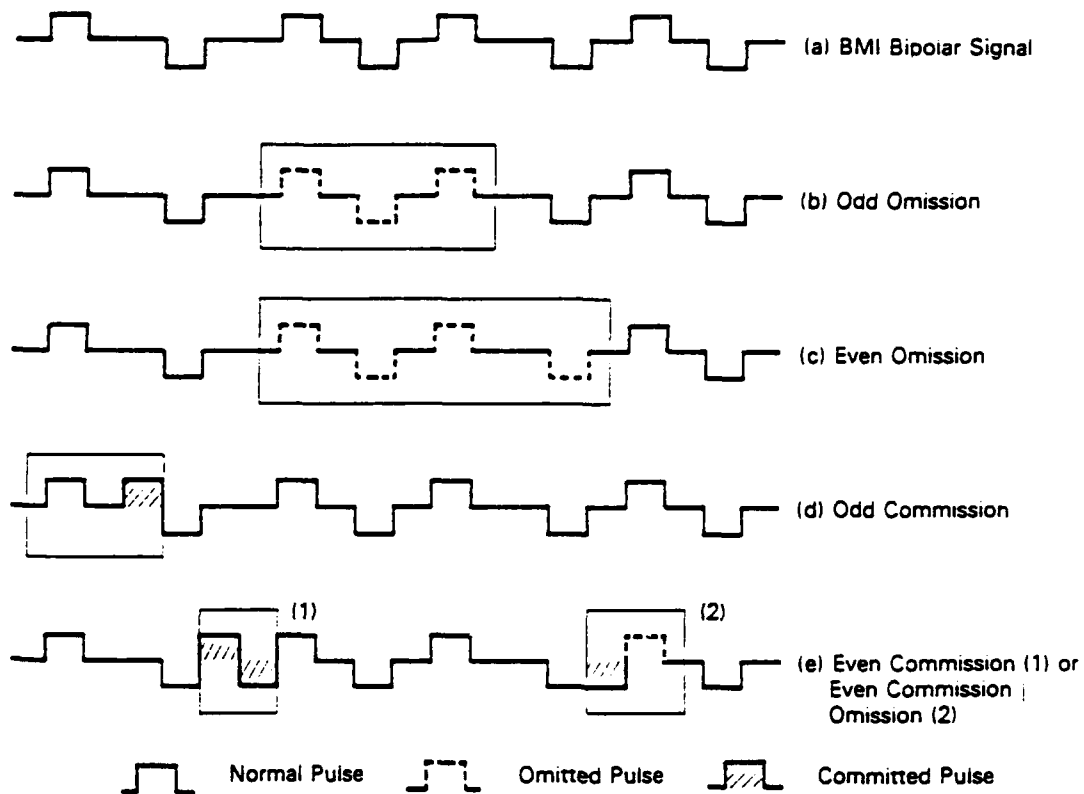 (a) BMI Bipolar Signal
(b) Odd Omission
(c) Even Omission
(d) Odd Commission
(1)
(2)
(e) Even Commission (1) or
Even Commission
Omission (2)
Normal Pulse
Omitted Pulse
Committed Pulse